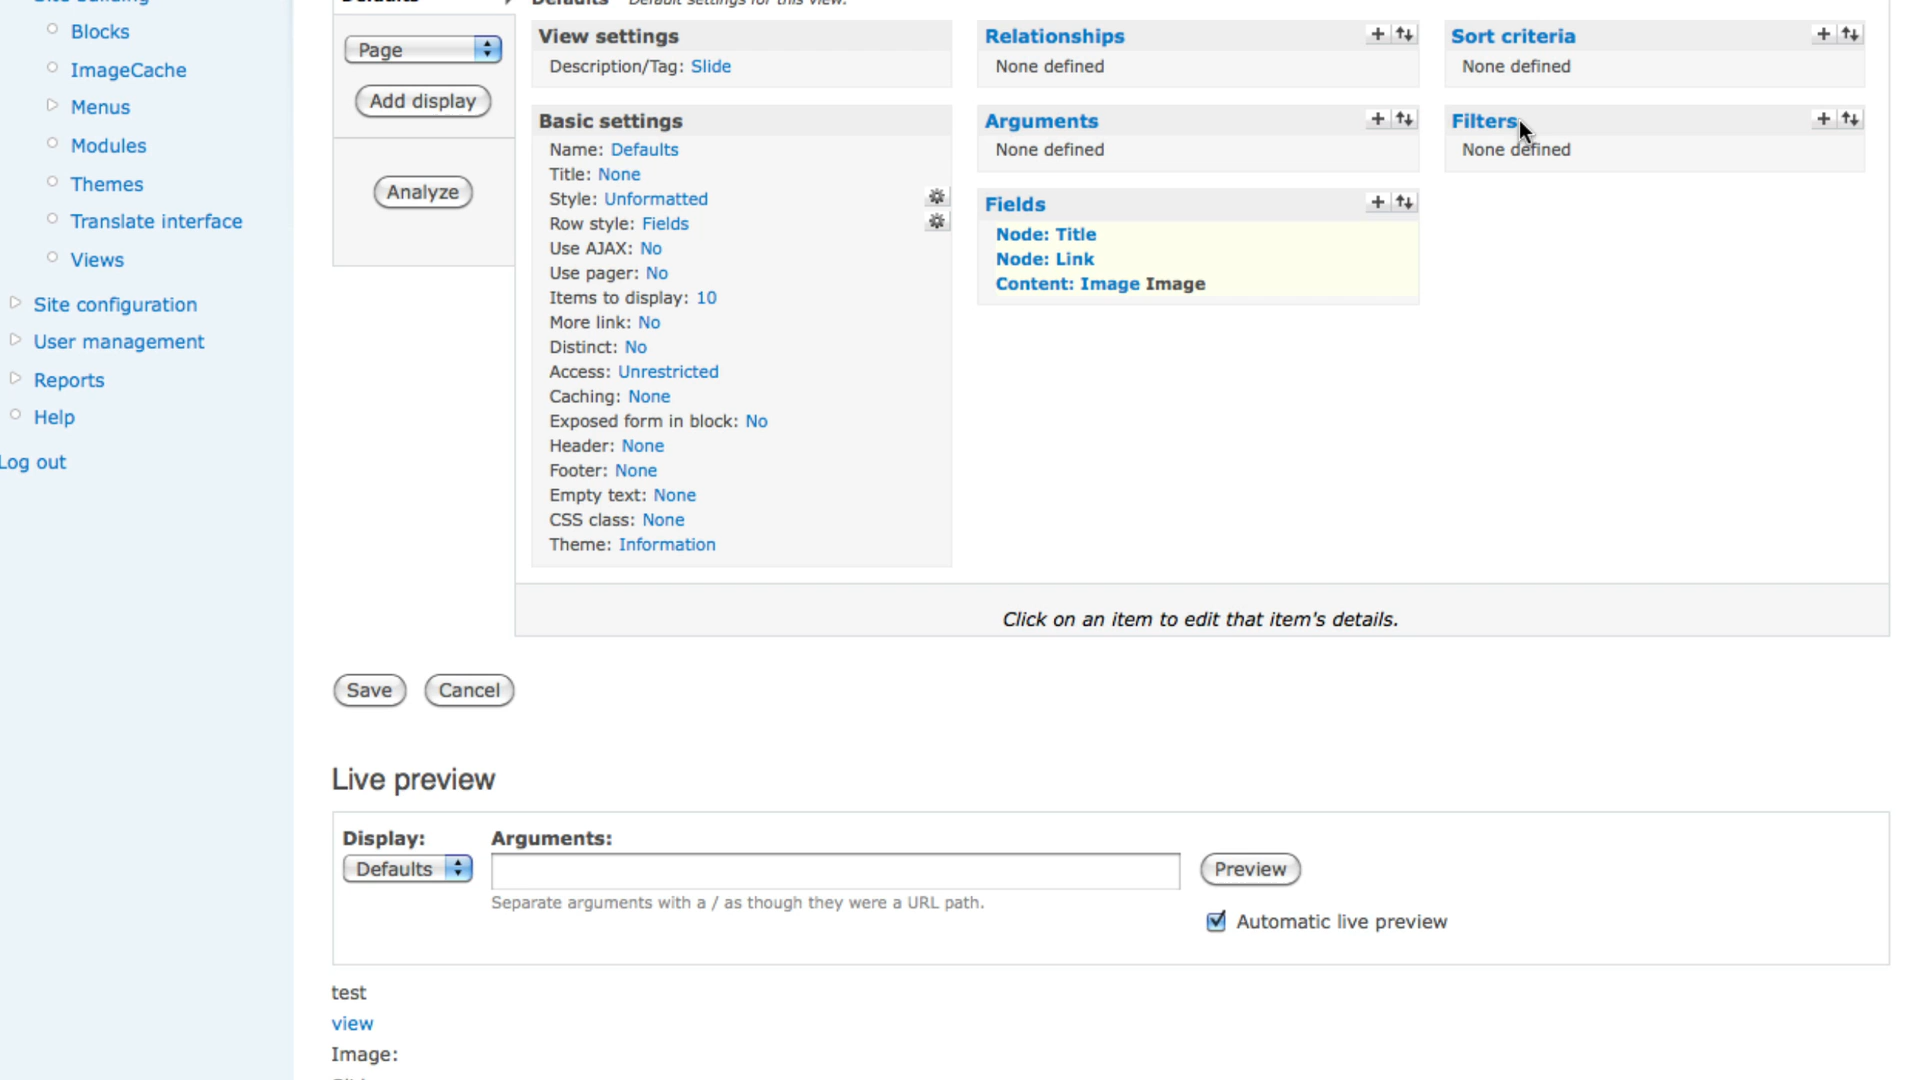 Site building
Blocks
ImageCache
Menus
Modules
Themes
Translate interface
Views
Site configuration
User management
Reports
Help
Log out
Defaults
Page
Add display
Analyze
Defaults Default settings for this view.
View settings
Description/Tag: Slide
Basic settings
Name: Defaults
Title: None
Style: Unformatted
Row style: Fields
Use AJAX: No
Use pager: No
Items to display: 10
More link: No
Distinct: No
Access: Unrestricted
Caching: None
Exposed form in block: No
Header: None
Footer: None
Empty text: None
CSS class: None
Theme: Information
Relationships
None defined
Arguments
None defined
Fields
Node: Title
Node: Link
Content: Image Image
Sort criteria
None defined
Filters
None defined
Click on an item to edit that item's details.
Save Cancel
Live preview
Display: Arguments:
Defaults Preview
Separate arguments with a / as though they were a URL path.
Automatic live preview
test
view
Image: